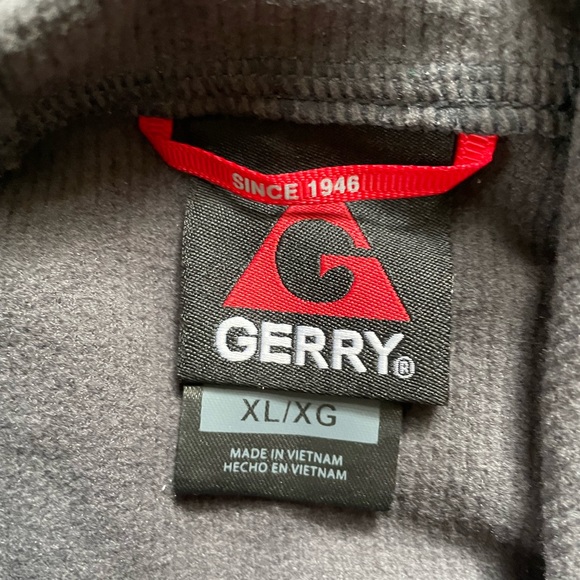 SINCE 1946
G
GERRY®
XL/XG
MADE IN VIETNAM
HECHO EN VIETNAM